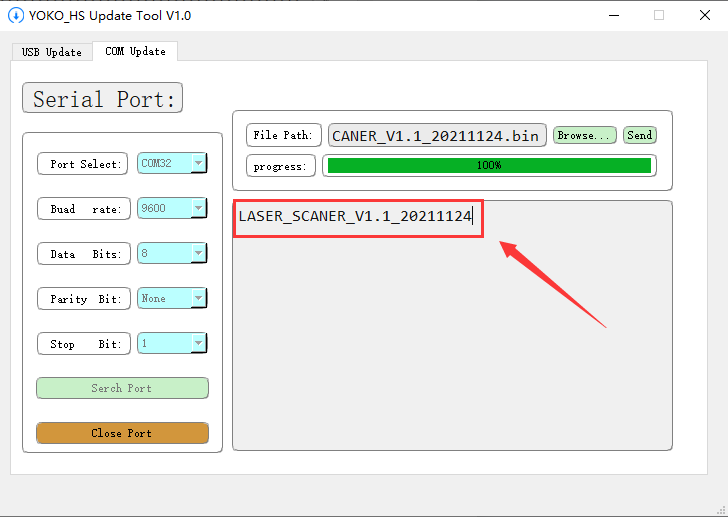 YOKO_HS Update Tool V1.0
USB Update
COM Update
Serial Port:
File Path:
CANER_V1.1_20211124.bin
Browse...
Send
progress:
100%
Port Select:
COM32
Buad rate:
9600
Data Bits:
8
Parity Bit:
None
Stop Bit:
1
Serch Port
Close Port
LASER_SCANER_V1.1_20211124